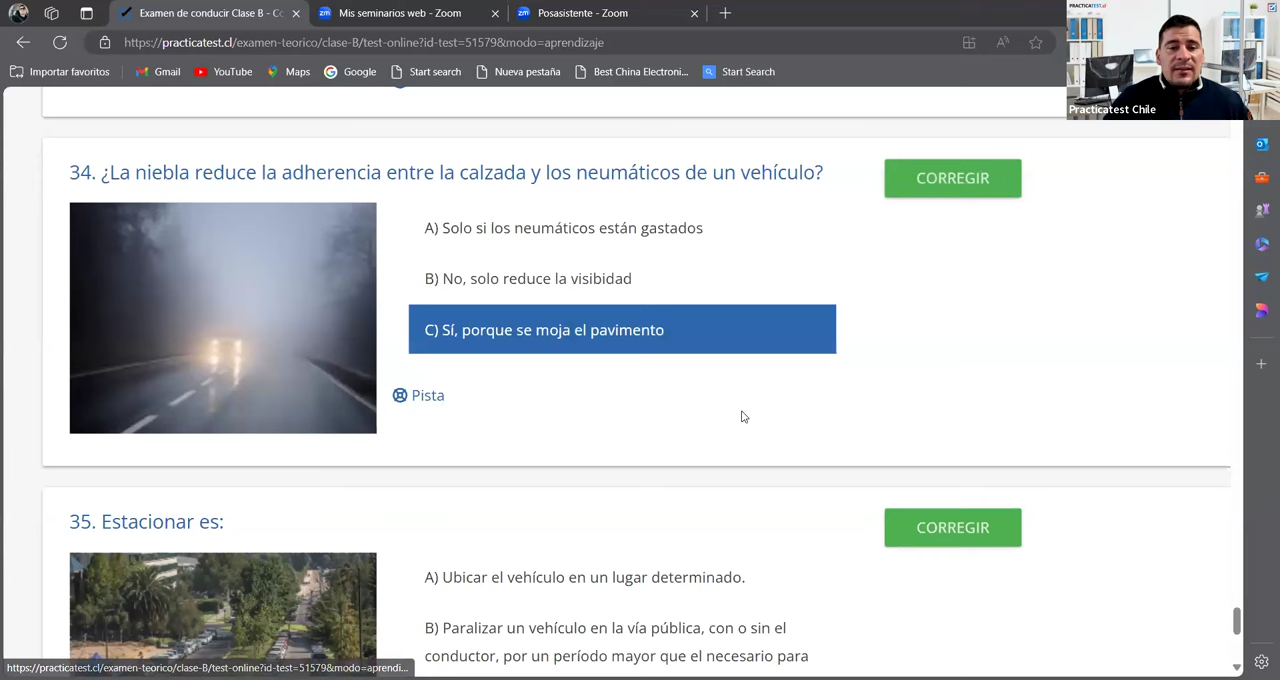 Examen de conducir Clase B - Co
Mis seminarios web - Zoom
Posasistente - Zoom
https://practicatest.cl/examen-teorico/clase-B/test-online?id-test=51579&modo=aprendizaje
Importar favoritos
Gmail
YouTube
Maps
Google
Start search
Nueva pestaña
Best China Electroni...
Start Search
PRACTICATEST.cl
Practicatest Chile
34. ¿La niebla reduce la adherencia entre la calzada y los neumáticos de un vehículo?
CORREGIR
A) Solo si los neumáticos están gastados
B) No, solo reduce la visibidad
C) Sí, porque se moja el pavimento
Pista
35. Estacionar es:
CORREGIR
A) Ubicar el vehículo en un lugar determinado.
B) Paralizar un vehículo en la vía pública, con o sin el
conductor, por un período mayor que el necesario para
https://practicatest.cl/examen-teorico/clase-B/test-online?id-test=51579&modo=aprendi...